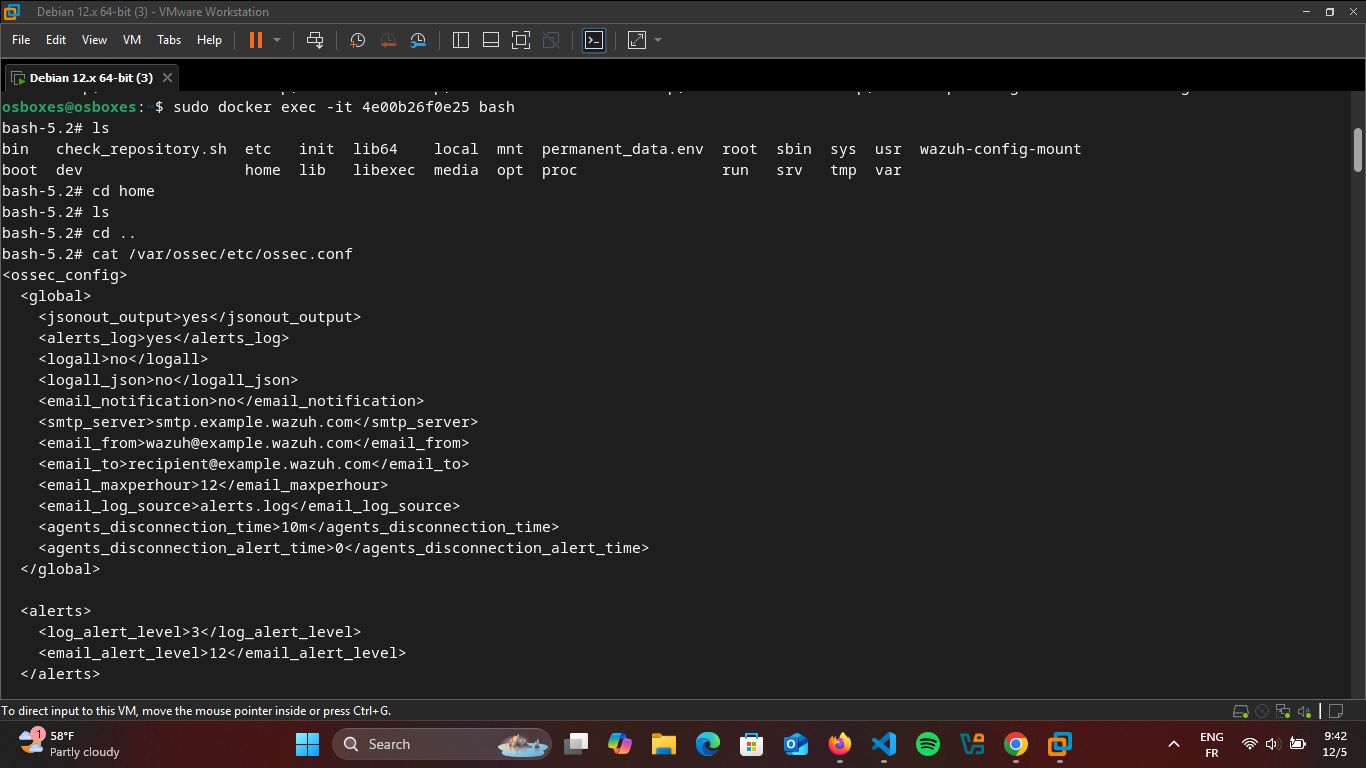 Debian 12.x 64-bit (3) - VMware Workstation
File Edit View VM Tabs Help
Debian 12.x 64-bit (3)
osboxes@osboxes:~$ sudo docker exec -it 4e00b26f0e25 bash
bash-5.2# ls
bin check_repository.sh etc init lib64 local mnt permanent_data.env root sbin sys usr wazuh-config-mount
boot dev home lib libexec media opt proc run srv tmp var
bash-5.2# cd home
bash-5.2# ls
bash-5.2# cd ..
bash-5.2# cat /var/ossec/etc/ossec.conf
<ossec_config>
  <global>
    <jsonout_output>yes</jsonout_output>
    <alerts_log>yes</alerts_log>
    <logall>no</logall>
    <logall_json>no</logall_json>
    <email_notification>no</email_notification>
    <smtp_server>smtp.example.wazuh.com</smtp_server>
    <email_from>wazuh@example.wazuh.com</email_from>
    <email_to>recipient@example.wazuh.com</email_to>
    <email_maxperhour>12</email_maxperhour>
    <email_log_source>alerts.log</email_log_source>
    <agents_disconnection_time>10m</agents_disconnection_time>
    <agents_disconnection_alert_time>0</agents_disconnection_alert_time>
  </global>
  <alerts>
    <log_alert_level>3</log_alert_level>
    <email_alert_level>12</email_alert_level>
  </alerts>
To direct input to this VM, move the mouse pointer inside or press Ctrl+G.
1
58°F
Partly cloudy
Search
ENG
FR
9:42
12/5